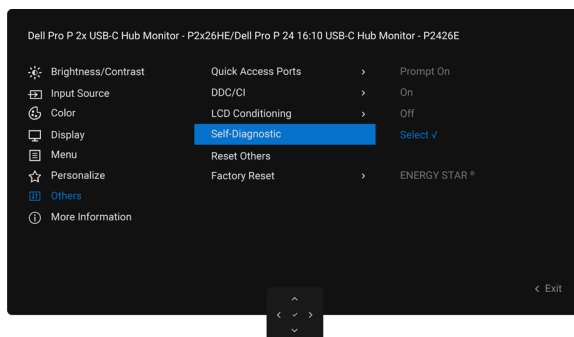 Dell Pro P 2x USB-C Hub Monitor - P2x26HE/Dell Pro P 24 16:10 USB-C Hub Monitor - P2426E
Brightness/Contrast Quick Access Ports › Prompt On
Input Source DDC/CI › On
Color LCD Conditioning › Off
Display Self-Diagnostic Select √
Menu Reset Others
Personalize Factory Reset › ENERGY STAR ®
Others
More Information
‹ Exit